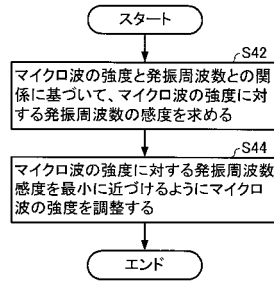 スタート
S42
マイクロ波の強度と発振周波数との関
係に基づいて、マイクロ波の強度に対
する発振周波数の感度を求める
S44
マイクロ波の強度に対する発振周波数
感度を最小に近づけるようにマイクロ
波の強度を調整する
エンド